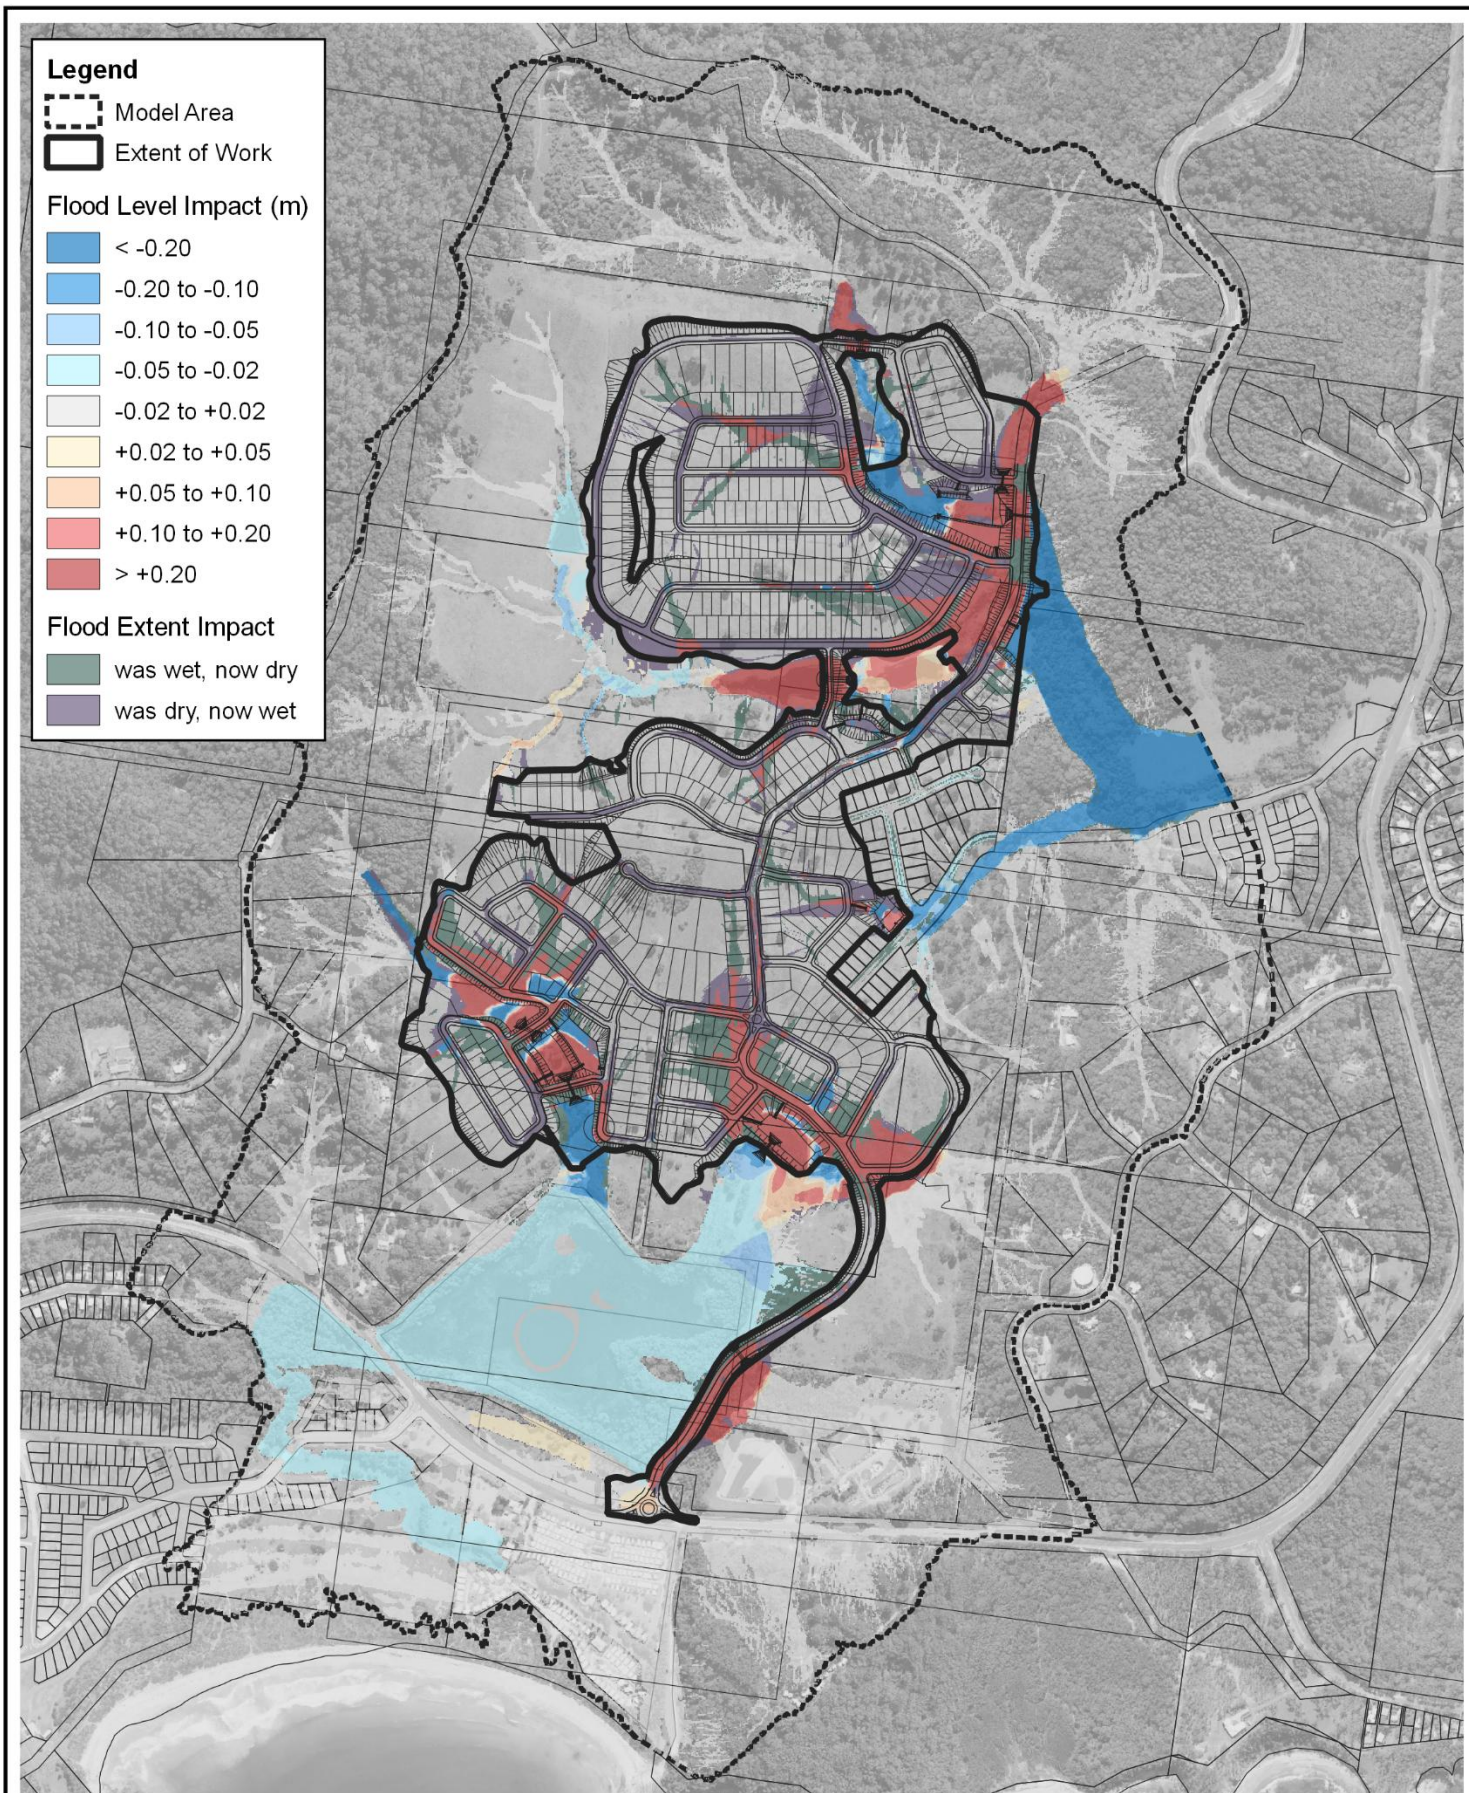 Legend
Model Area
Extent of Work
Flood Level Impact (m)
< -0.20
-0.20 to -0.10
-0.10 to -0.05
-0.05 to -0.02
-0.02 to +0.02
+0.02 to +0.05
+0.05 to +0.10
+0.10 to +0.20
> +0.20
Flood Extent Impact
was wet, now dry
was dry, now wet